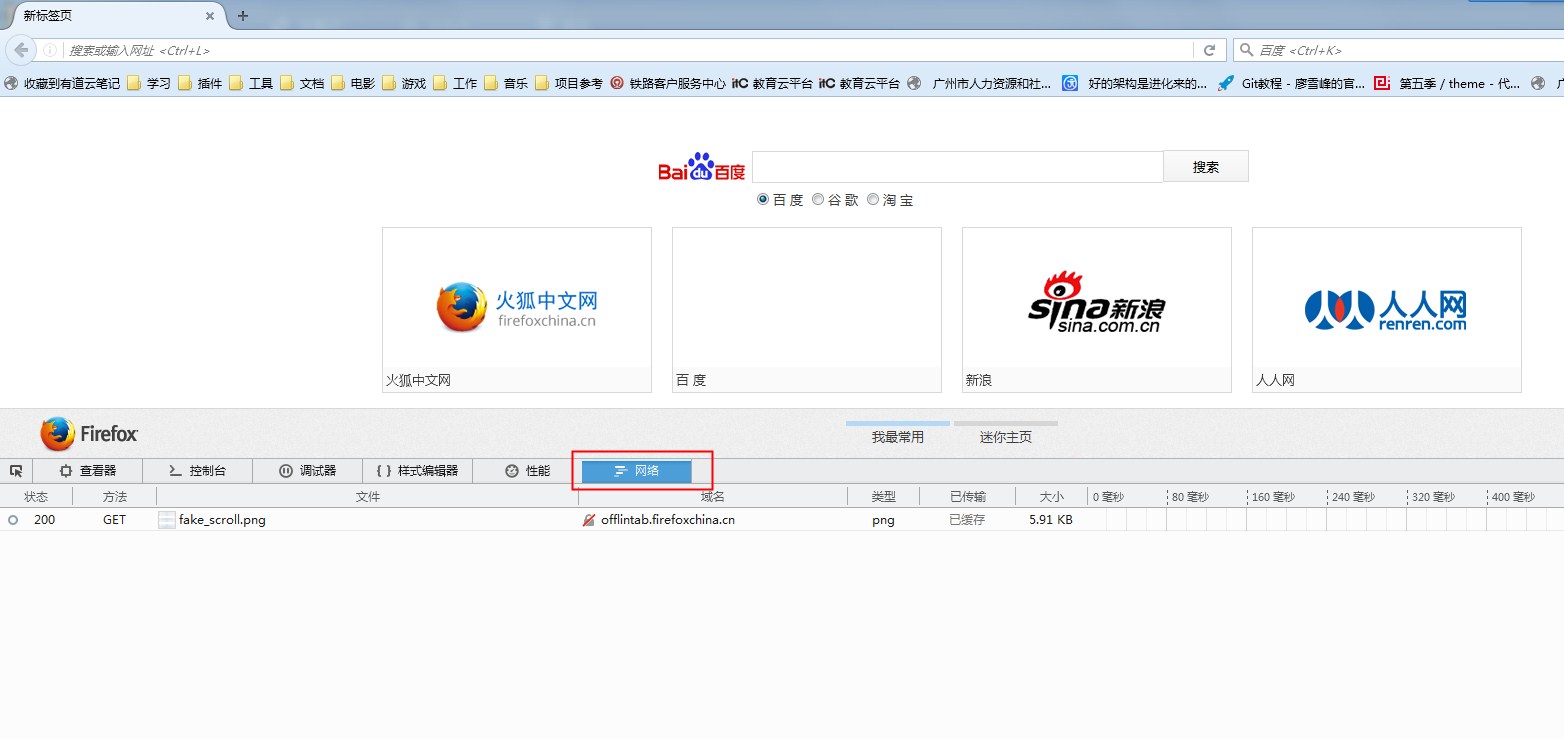 新标签页
搜索或输入网址 <Ctrl+L> 百度 <Ctrl+K>
收藏到有道云笔记 学习 插件 工具 文档 电影 游戏 工作 音乐 项目参考 铁路客户服务中心 itC 教育云平台 itC 教育云平台 广州市人力资源和社... 好的架构是进化来的... Git教程 - 廖雪峰的官... 第五季 / theme - 代...
Bai du 百度 搜索
百 度 谷 歌 淘 宝
火狐中文网
firefoxchina.cn
sina新浪
sina.com.cn
人人网
renren.com
火狐中文网 百 度 新浪 人人网
Firefox 我最常用 迷你主页
查看器 控制台 调试器 { } 样式编辑器 性能 网络
状态 方法 文件 域名 类型 已传输 大小 0 毫秒 80 毫秒 160 毫秒 240 毫秒 320 毫秒 400 毫秒
200 GET fake_scroll.png offlintab.firefoxchina.cn png 已缓存 5.91 KB